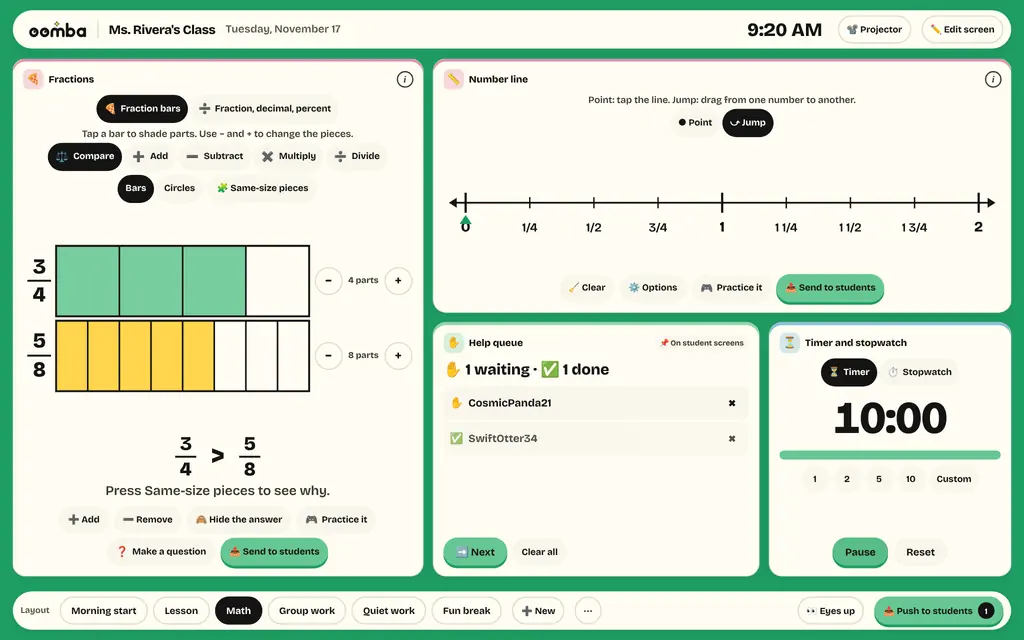 oomba
Ms. Rivera's Class
Tuesday, November 17
9:20 AM
Projector
Edit screen
Fractions
Fraction bars
Fraction, decimal, percent
Tap a bar to shade parts. Use − and + to change the pieces.
Compare
Add
Subtract
Multiply
Divide
Bars
Circles
Same-size pieces
3
4
− 4 parts +
5
8
− 8 parts +
3/4 > 5/8
Press Same-size pieces to see why.
Add
Remove
Hide the answer
Practice it
Make a question
Send to students
Number line
Point: tap the line. Jump: drag from one number to another.
Point
Jump
0 1/4 1/2 3/4 1 1 1/4 1 1/2 1 3/4 2
Clear
Options
Practice it
Send to students
Help queue
On student screens
1 waiting · 1 done
CosmicPanda21
SwiftOtter34
Next
Clear all
Timer and stopwatch
Timer
Stopwatch
10:00
1 2 5 10 Custom
Pause
Reset
Layout
Morning start
Lesson
Math
Group work
Quiet work
Fun break
New
...
Eyes up
Push to students 1